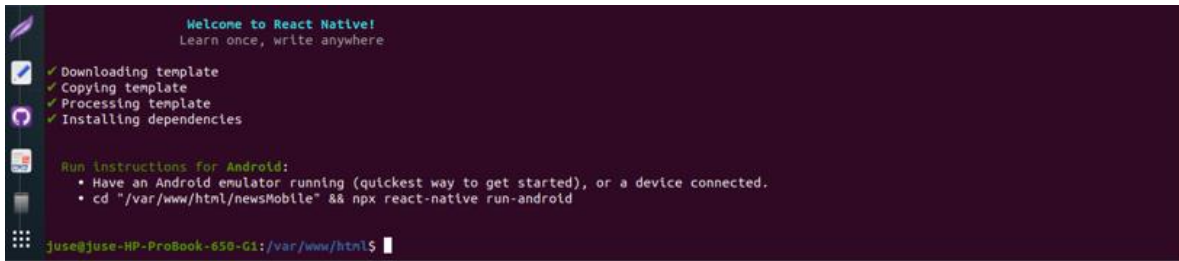 Welcome to React Native!
Learn once, write anywhere
✓ Downloading template
✓ Copying template
✓ Processing template
✓ Installing dependencies
Run instructions for Android:
• Have an Android emulator running (quickest way to get started), or a device connected.
• cd "/var/www/html/newsMobile" && npx react-native run-android
juse@juse-HP-ProBook-650-G1:/var/www/html$